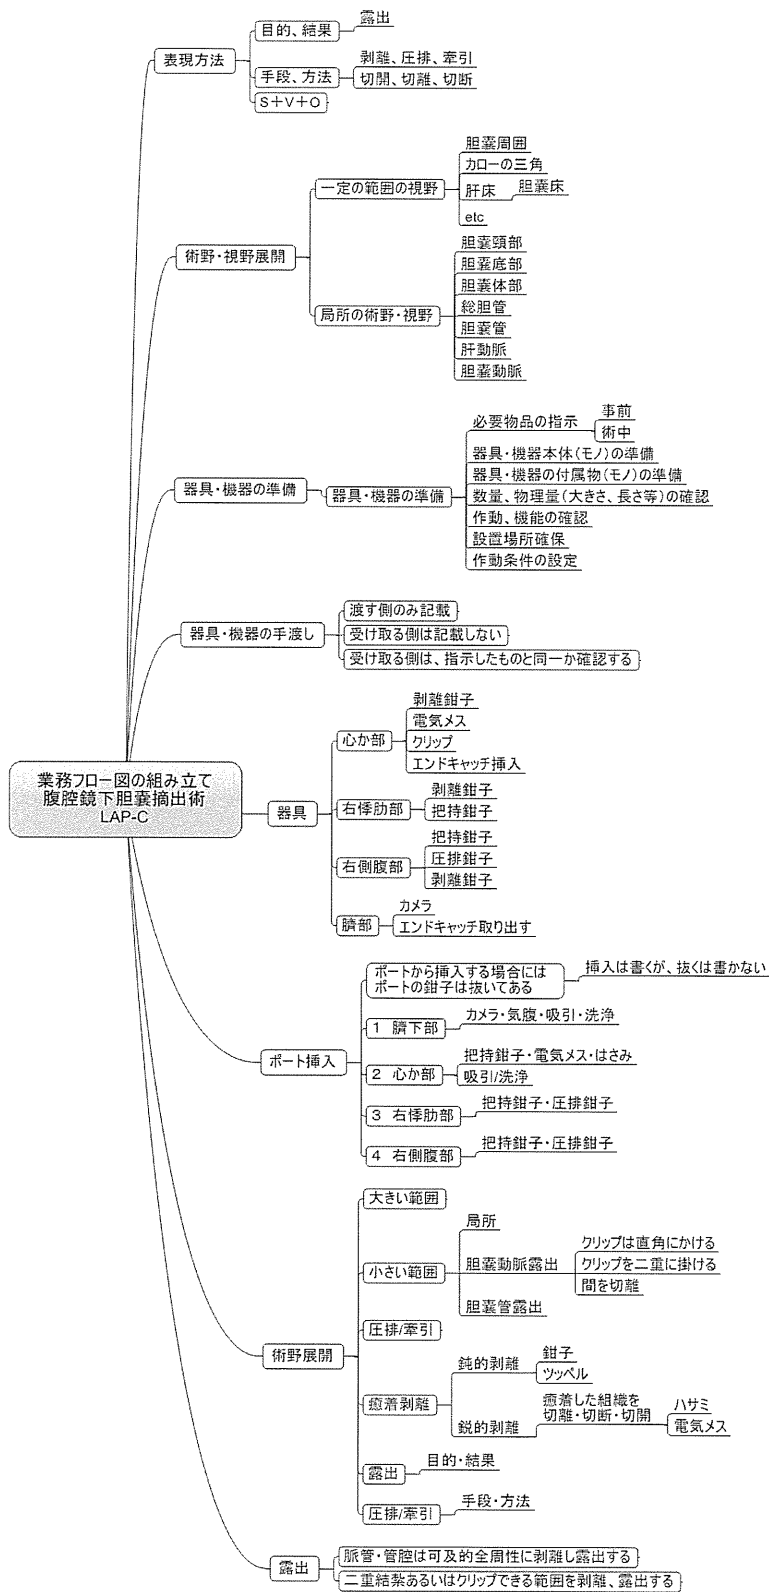 業務フロー図の組み立て
腹腔鏡下胆嚢摘出術
LAP-C
表現方法
目的、結果
露出
手段、方法
剥離、圧排、牽引
切開、切離、切断
S+V+O
術野・視野展開
一定の範囲の視野
胆嚢周囲
カローの三角
肝床
胆嚢床
etc
局所の術野・視野
胆嚢頸部
胆嚢底部
胆嚢体部
総胆管
胆嚢管
肝動脈
胆嚢動脈
器具・機器の準備
器具・機器の準備
必要物品の指示
事前
術中
器具・機器本体(モノ)の準備
器具・機器の付属物(モノ)の準備
数量、物理量(大きさ、長さ等)の確認
作動、機能の確認
設置場所確保
作動条件の設定
器具・機器の手渡し
渡す側のみ記載
受け取る側は記載しない
受け取る側は、指示したものと同一か確認する
器具
心か部
剥離鉗子
電気メス
クリップ
エンドキャッチ挿入
右悸肋部
剥離鉗子
把持鉗子
右側腹部
把持鉗子
圧排鉗子
剥離鉗子
臍部
カメラ
エンドキャッチ取り出す
ポート挿入
ポートから挿入する場合には
ポートの鉗子は抜いてある
挿入は書くが、抜くは書かない
1 臍下部
カメラ・気腹・吸引・洗浄
2 心か部
把持鉗子・電気メス・はさみ
吸引/洗浄
3 右悸肋部
把持鉗子・圧排鉗子
4 右側腹部
把持鉗子・圧排鉗子
術野展開
大きい範囲
小さい範囲
局所
胆嚢動脈露出
クリップは直角にかける
クリップを二重に掛ける
間を切離
胆嚢管露出
圧排/牽引
癒着剥離
鈍的剥離
鉗子
ツッペル
鋭的剥離
癒着した組織を
切離・切断・切開
ハサミ
電気メス
露出
目的・結果
圧排/牽引
手段・方法
露出
脈管・管腔は可及的全周性に剥離し露出する
二重結紮あるいはクリップできる範囲を剥離、露出する